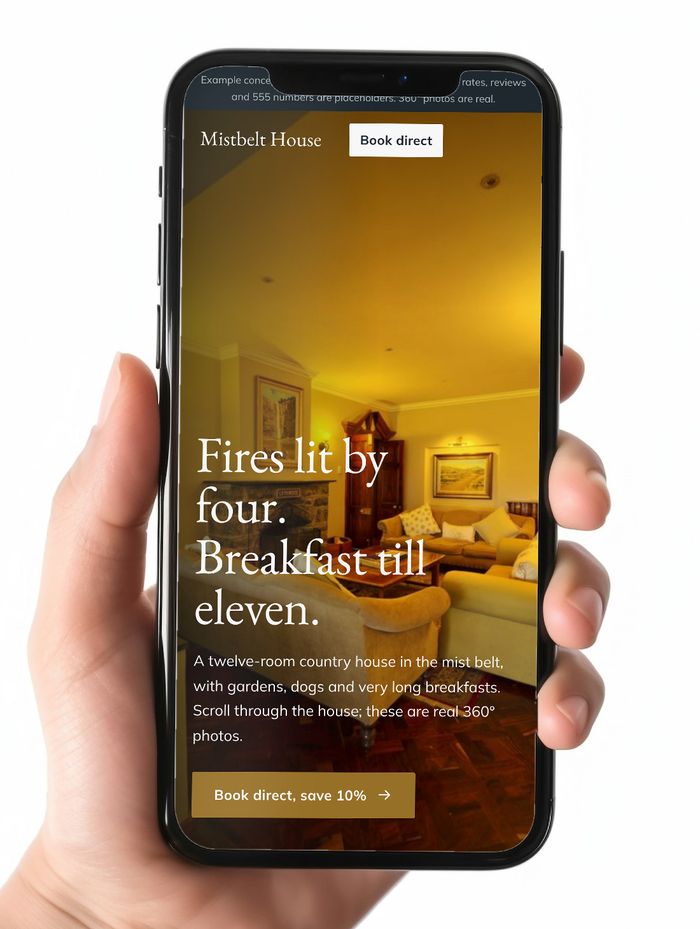 Example conce
rates, reviews
and 555 numbers are placeholders. 360° photos are real.
Mistbelt House
Book direct
Fires lit by
four.
Breakfast till
eleven.
A twelve-room country house in the mist belt,
with gardens, dogs and very long breakfasts.
Scroll through the house; these are real 360°
photos.
Book direct, save 10% →